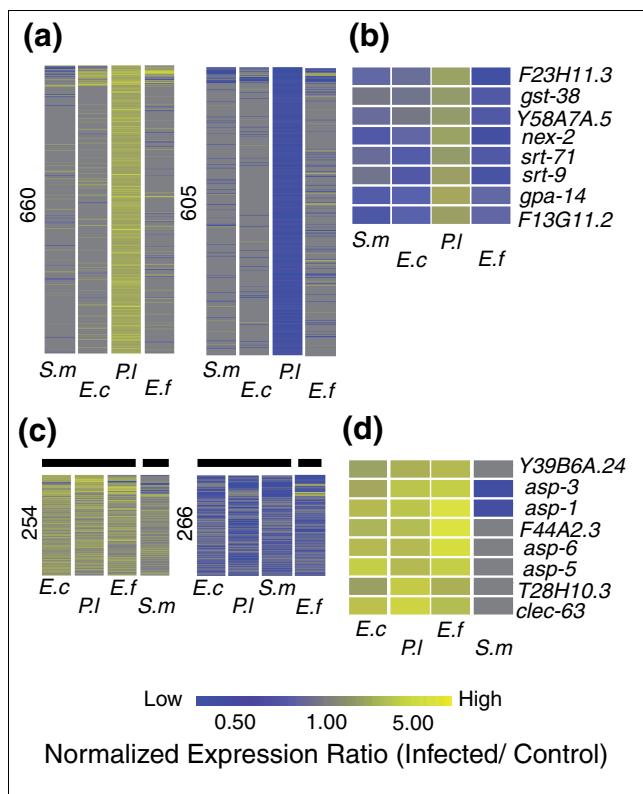 (a)
660
S.m
E.c
P.l
E.f
605
S.m
E.c
P.l
E.f
(b)
F23H11.3
gst-38
Y58A7A.5
nex-2
srt-71
srt-9
gpa-14
F13G11.2
S.m
E.c
P.l
E.f
(c)
254
E.c
P.l
E.f
S.m
266
E.c
P.l
S.m
E.f
(d)
Y39B6A.24
asp-3
asp-1
F44A2.3
asp-6
asp-5
T28H10.3
clec-63
E.c
P.l
E.f
S.m
Low High
0.50 1.00 5.00
Normalized Expression Ratio (Infected/ Control)